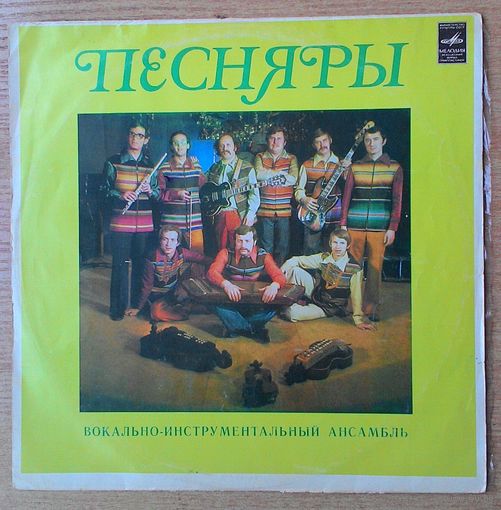 ПЕСНЯРЫ
МЕЛОДИЯ
ВОКАЛЬНО-ИНСТРУМЕНТАЛЬНЫЙ АНСАМБЛЬ